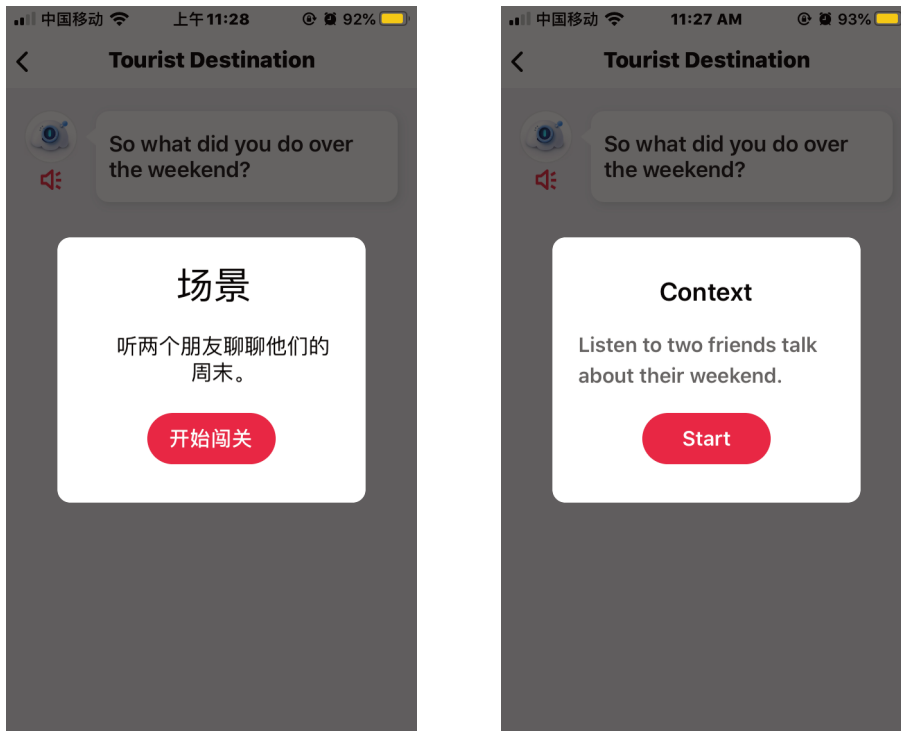 中国移动 上午11:28 92%
Tourist Destination
So what did you do over
the weekend?
场景
听两个朋友聊聊他们的
周末。
开始闯关
中国移动 11:27 AM 93%
Tourist Destination
So what did you do over
the weekend?
Context
Listen to two friends talk
about their weekend.
Start